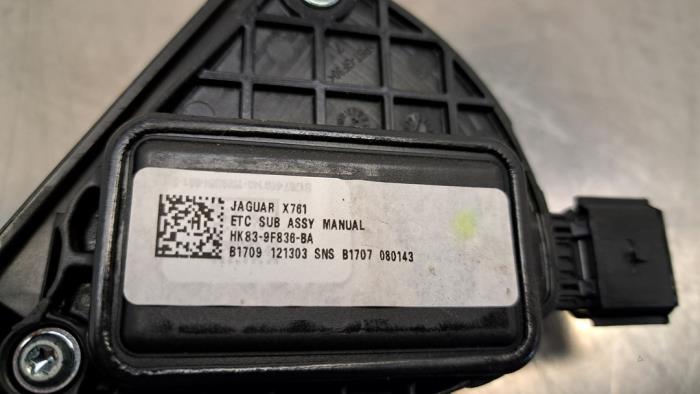 JAGUAR X761
ETC SUB ASSY MANUAL
HK83-9F836-BA
B1709 121303 SNS B1707 080143